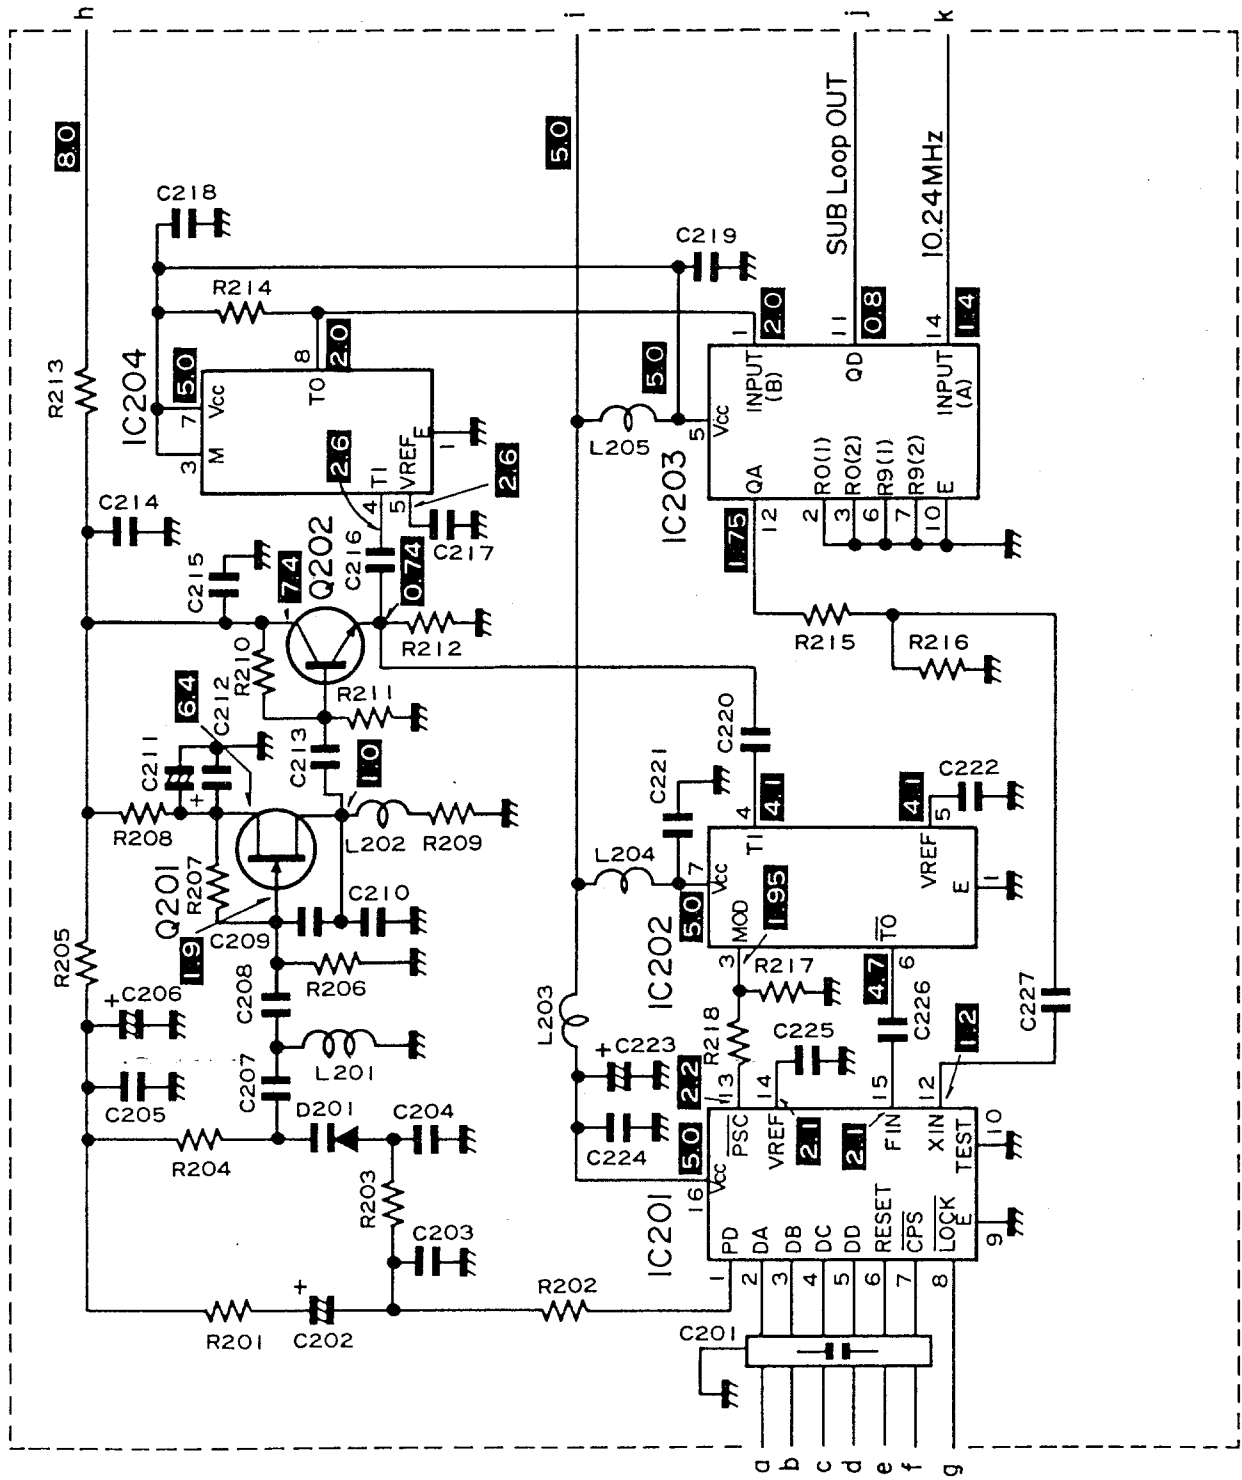 h
i
j
k
8.0
5.0
SUB Loop OUT
10.24MHz
C218
C219
R214
R213
IC204
5.0
7
Vcc
3
M
8
TO
2.0
TI
4
VREF
5
E
1
2.6
2.6
C214
C215
7.4
Q202
C216
C217
0.74
R212
R210
R211
C213
6.4
C212
C211
+
1.0
R208
R207
Q201
L202
R209
C209
C210
1.9
R205
C208
R206
+
C206
C207
L201
C205
D201
C204
R204
R203
C203
+
R201
C202
R202
5.0
L205
IC203
5
Vcc
1
2.0
INPUT
(B)
11
0.8
QD
14
1.4
INPUT
(A)
QA
12
1.75
RO(1)
2
RO(2)
3
R9(1)
6
R9(2)
7
E
10
R215
R216
C220
C221
L204
5.0
7
Vcc
IC202
4
4.1
TI
4.1
5
VREF
C222
E
1
MOD
3
1.95
TO
6
4.7
R217
R218
C226
C227
L203
+
C223
C224
C225
2.2
13
PSC
14
VREF
2.1
15
FIN
2.1
12
XIN
1.2
5.0
16
Vcc
IC201
TEST
10
E
9
PD
1
DA
2
DB
3
DC
4
DD
5
RESET
6
CPS
7
LOCK
8
C201
a
b
c
d
e
f
g